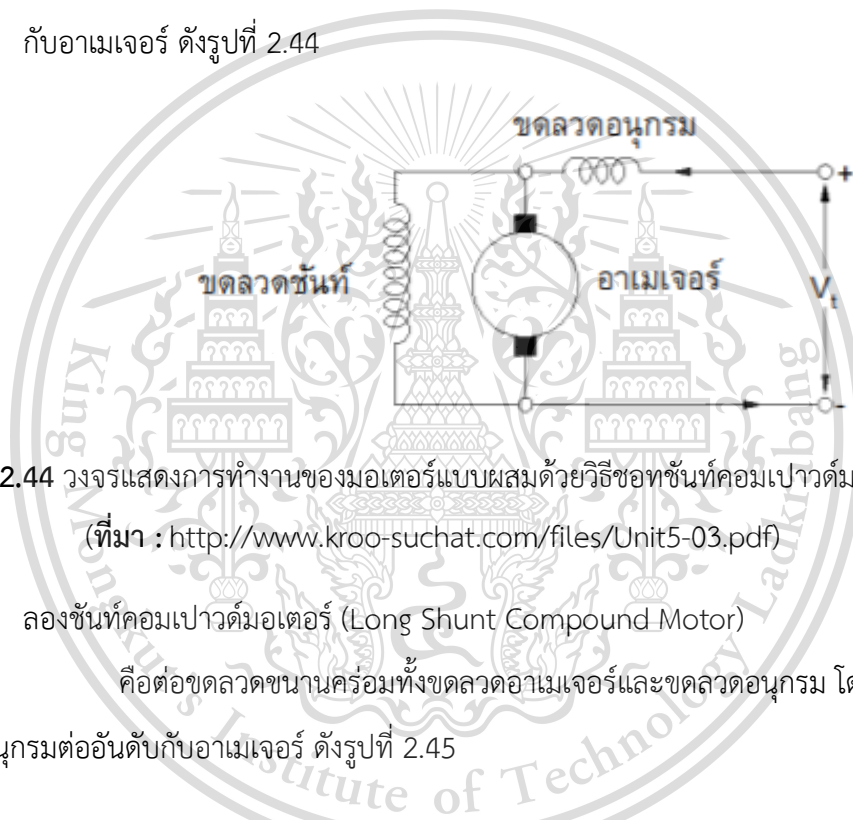 กับอาเมเจอร์ ดังรูปที่ 2.44
ขดลวดอนุกรม
+
ขดลวดชันท์
อาเมเจอร์
Vt
-
2.44 วงจรแสดงการทำงานของมอเตอร์แบบผสมด้วยวิธีชอทชันท์คอมเปาวด์ม
(ที่มา : http://www.kroo-suchat.com/files/Unit5-03.pdf)
ลองชันท์คอมเปาวด์มอเตอร์ (Long Shunt Compound Motor)
คือต่อขดลวดขนานคร่อมทั้งขดลวดอาเมเจอร์และขดลวดอนุกรม โด
นุกรมต่ออันดับกับอาเมเจอร์ ดังรูปที่ 2.45
King Mongkut's Institute of Technology Ladkrabang